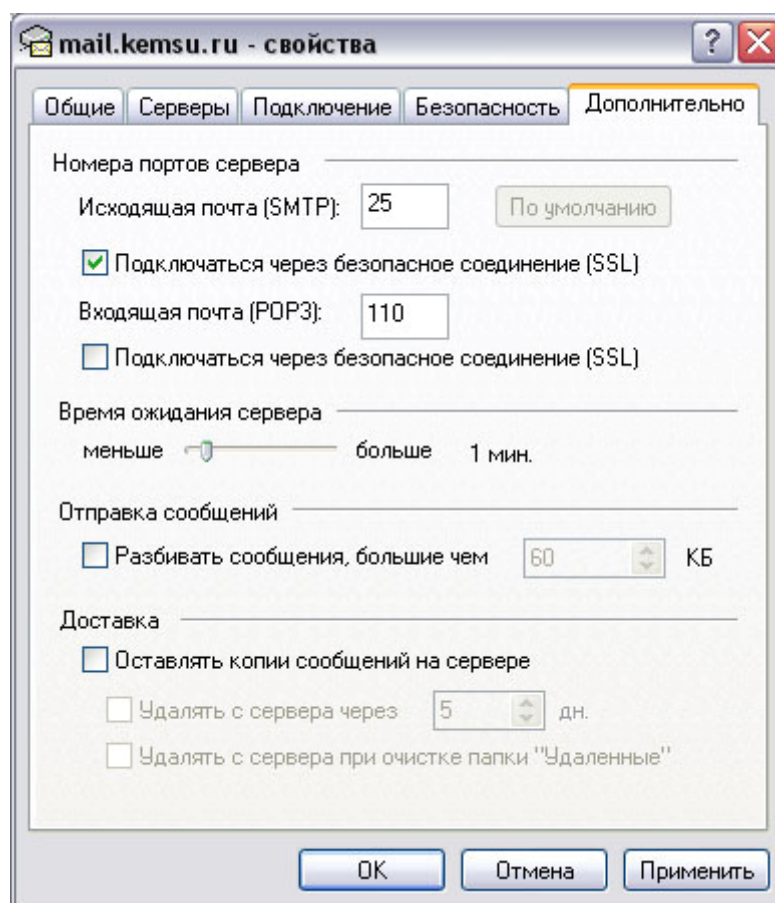 mail.kemsu.ru - свойства
Общие Серверы Подключение Безопасность Дополнительно
Номера портов сервера
Исходящая почта (SMTP): 25 По умолчанию
Подключаться через безопасное соединение (SSL)
Входящая почта (POP3): 110
Подключаться через безопасное соединение (SSL)
Время ожидания сервера
меньше больше 1 мин.
Отправка сообщений
Разбивать сообщения, большие чем 60 КБ
Доставка
Оставлять копии сообщений на сервере
Удалять с сервера через 5 дн.
Удалять с сервера при очистке папки "Удаленные"
OK Отмена Применить